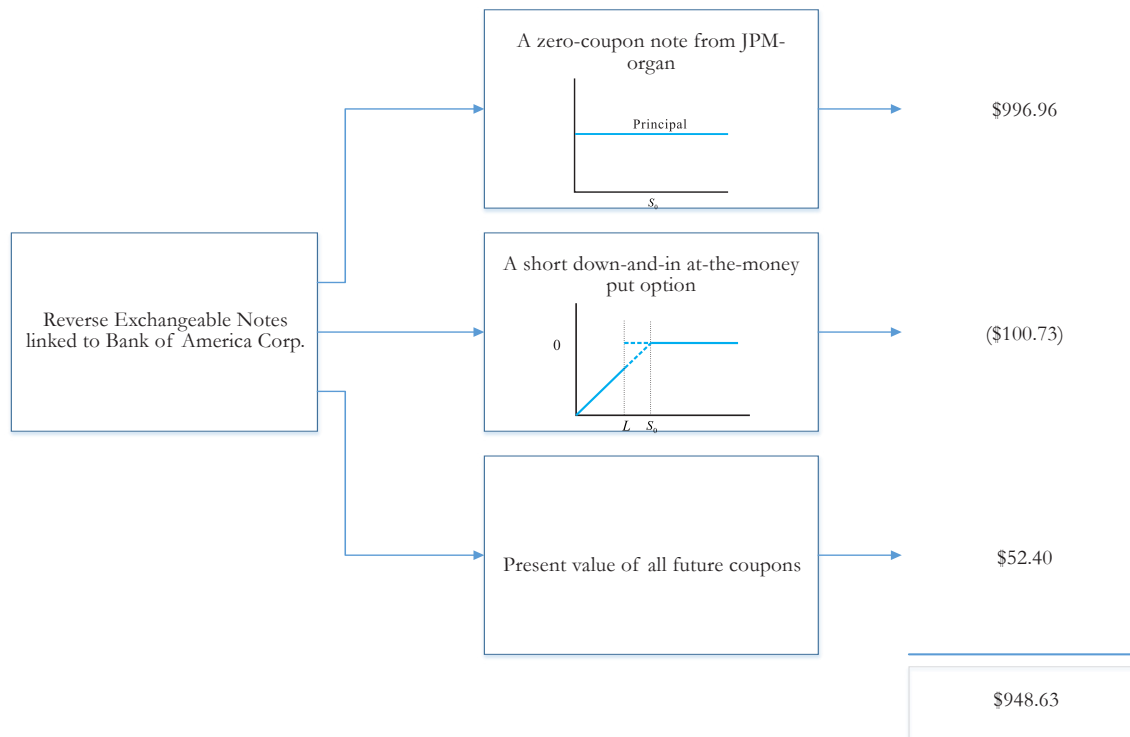 Reverse Exchangeable Notes
linked to Bank of America Corp.
A zero-coupon note from JPM-
organ
Principal
S₀
$996.96
A short down-and-in at-the-money
put option
0
L S₀
($100.73)
Present value of all future coupons
$52.40
$948.63